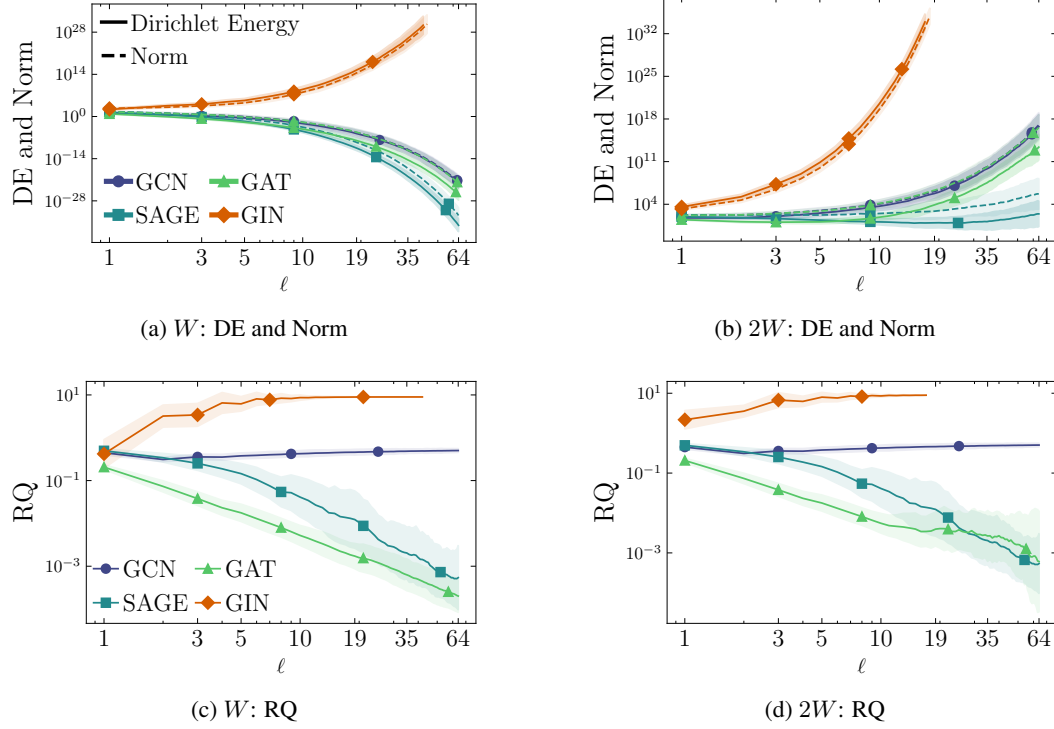 DE and Norm
10^28
10^14
10^0
10^−14
10^−28
Dirichlet Energy
Norm
GCN GAT
SAGE GIN
1 3 5 10 19 35 64
ℓ
(a) W: DE and Norm
DE and Norm
10^32
10^25
10^18
10^11
10^4
1 3 5 10 19 35 64
ℓ
(b) 2W: DE and Norm
RQ
10^1
10^−1
10^−3
GCN GAT
SAGE GIN
1 3 5 10 19 35 64
ℓ
(c) W: RQ
RQ
10^1
10^−1
10^−3
1 3 5 10 19 35 64
ℓ
(d) 2W: RQ